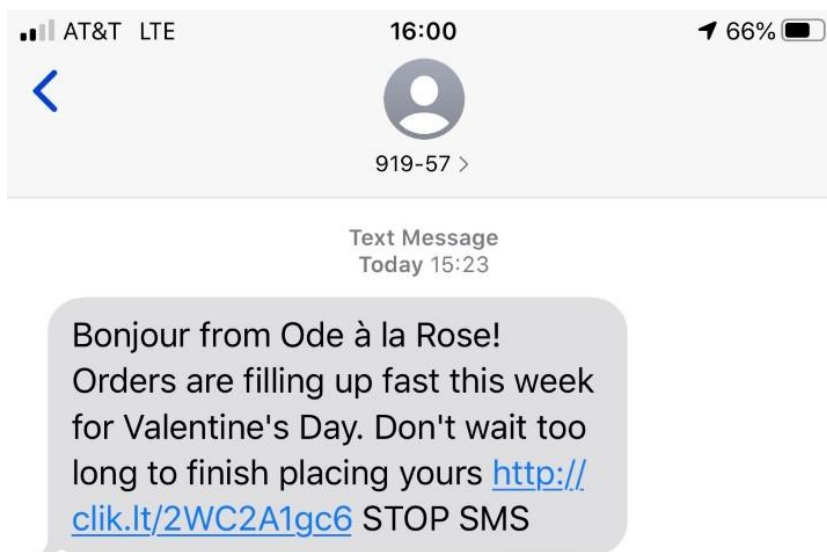 AT&T LTE 16:00 66%
919-57 >
Text Message
Today 15:23
Bonjour from Ode à la Rose!
Orders are filling up fast this week
for Valentine's Day. Don't wait too
long to finish placing yours http://
clik.lt/2WC2A1gc6 STOP SMS